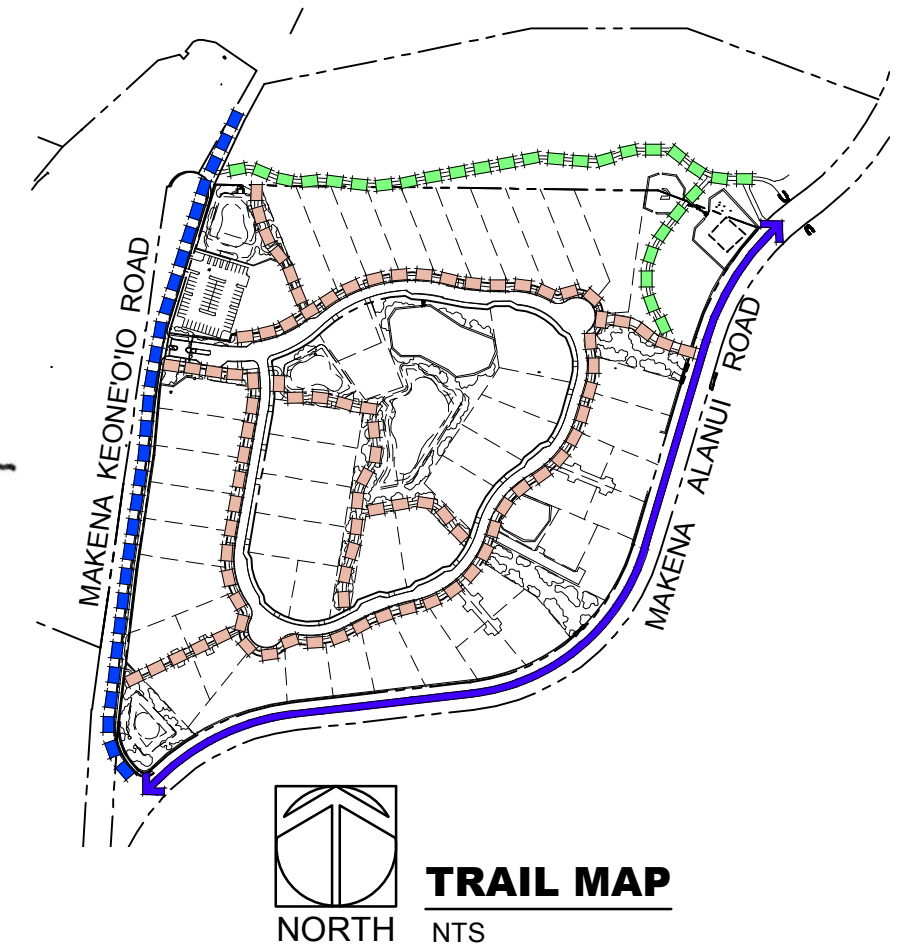 MAKENA KEONE'O'IO ROAD
MAKENA ALANUI ROAD
NORTH
TRAIL MAP
NTS